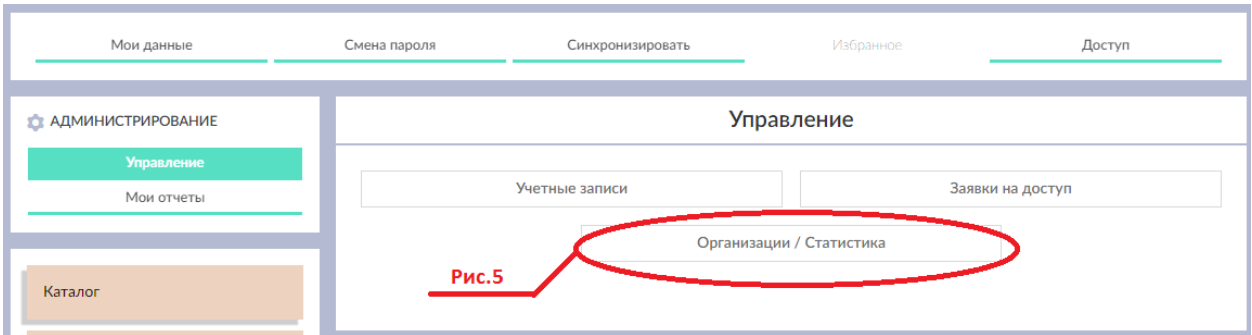 Мои данные
Смена пароля
Синхронизировать
Избранное
Доступ
АДМИНИСТРИРОВАНИЕ
Управление
Мои отчеты
Каталог
Управление
Учетные записи
Заявки на доступ
Организации / Статистика
Рис.5